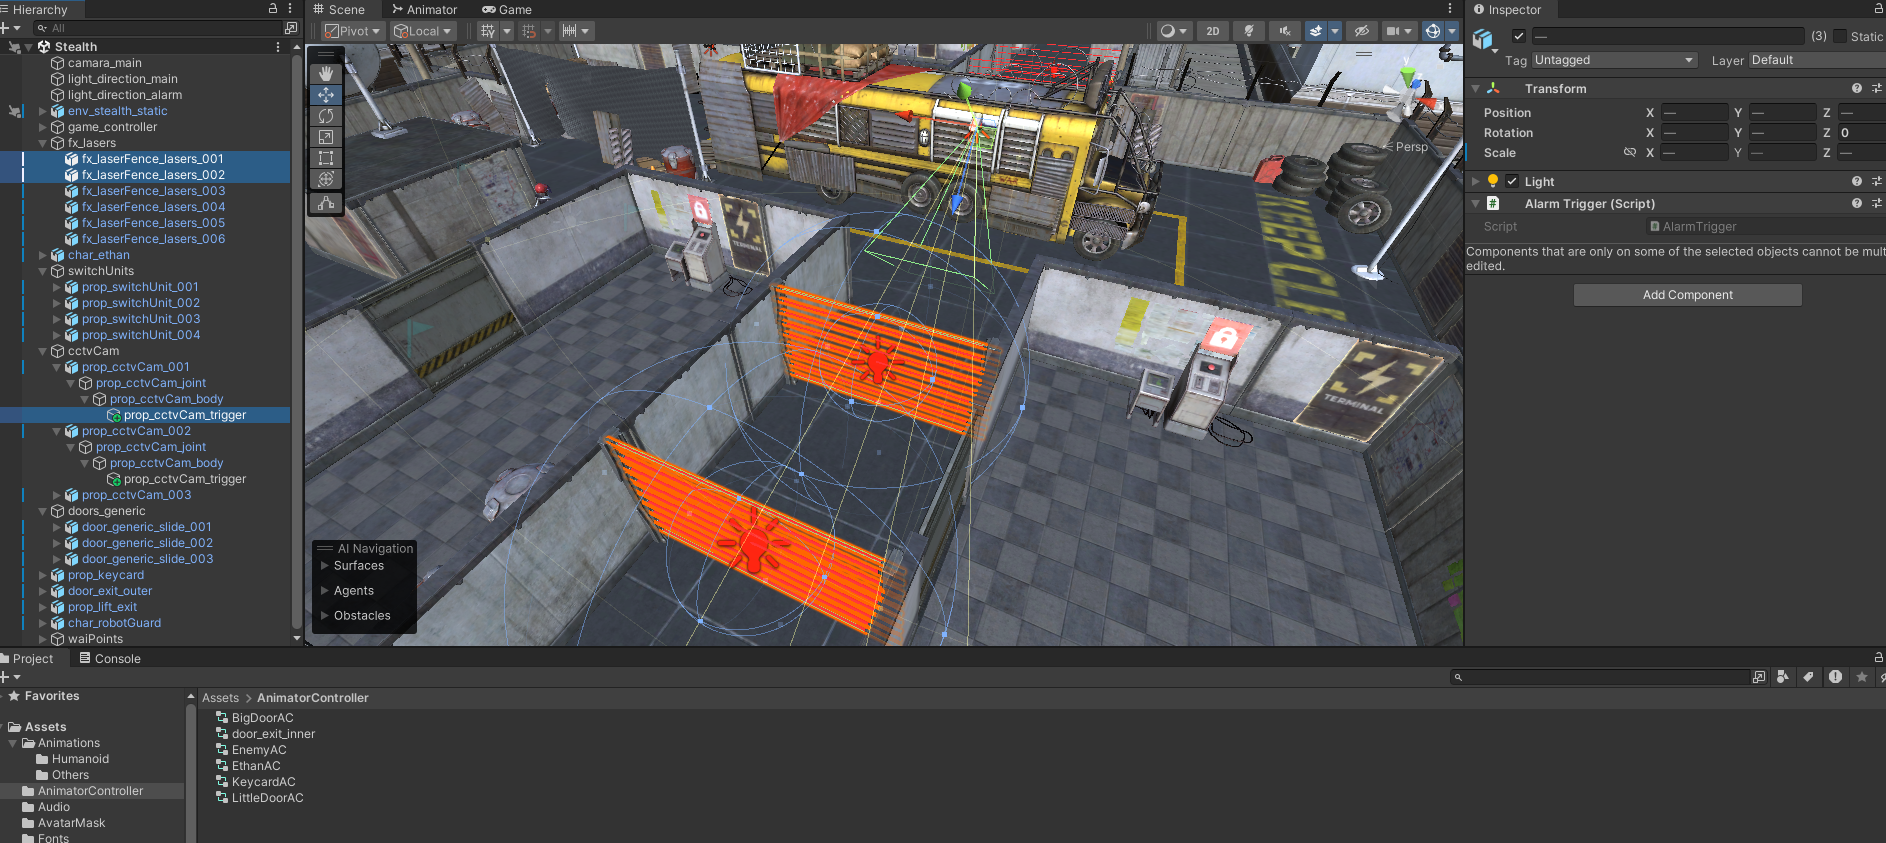 Hierarchy
All
Stealth
camara_main
light_direction_main
light_direction_alarm
env_stealth_static
game_controller
fx_lasers
fx_laserFence_lasers_001
fx_laserFence_lasers_002
fx_laserFence_lasers_003
fx_laserFence_lasers_004
fx_laserFence_lasers_005
fx_laserFence_lasers_006
char_ethan
switchUnits
prop_switchUnit_001
prop_switchUnit_002
prop_switchUnit_003
prop_switchUnit_004
cctvCam
prop_cctvCam_001
prop_cctvCam_joint
prop_cctvCam_body
prop_cctvCam_trigger
prop_cctvCam_002
prop_cctvCam_joint
prop_cctvCam_body
prop_cctvCam_trigger
prop_cctvCam_003
doors_generic
door_generic_slide_001
door_generic_slide_002
door_generic_slide_003
prop_keycard
door_exit_outer
prop_lift_exit
char_robotGuard
waiPoints
Scene Animator Game
Pivot Local 2D
y
Persp
TERMINAL
KEEP CLE
TERMINAL
AI Navigation
Surfaces
Agents
Obstacles
Inspector
— (3) Static
Tag Untagged Layer Default
Transform
Position X — Y — Z —
Rotation X — Y — Z 0
Scale X — Y — Z —
Light
# Alarm Trigger (Script)
Script AlarmTrigger
Components that are only on some of the selected objects cannot be mult
edited.
Add Component
Project Console
Favorites
Assets
Animations
Humanoid
Others
AnimatorController
Audio
AvatarMask
Fonts
Assets > AnimatorController
BigDoorAC
door_exit_inner
EnemyAC
EthanAC
KeycardAC
LittleDoorAC